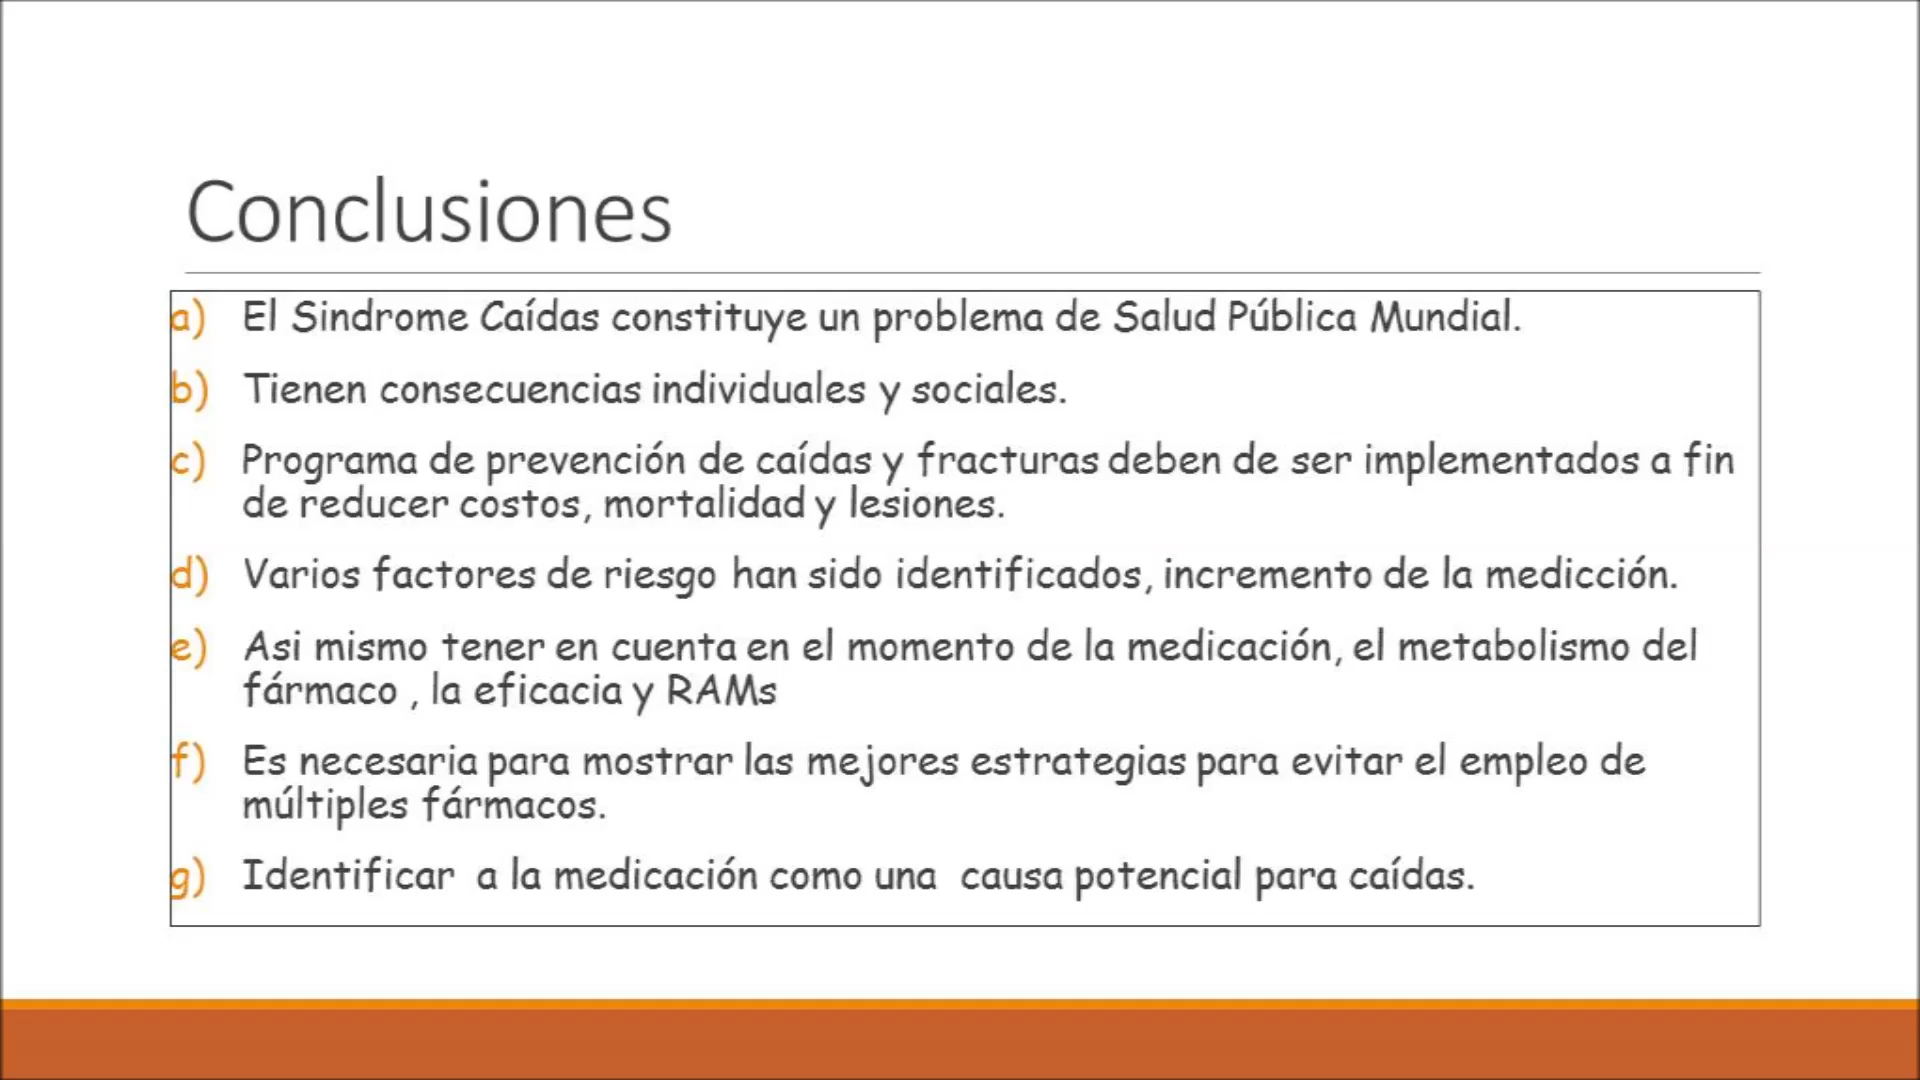 Conclusiones
a) El Sindrome Caídas constituye un problema de Salud Pública Mundial.
b) Tienen consecuencias individuales y sociales.
c) Programa de prevención de caídas y fracturas deben de ser implementados a fin
de reducer costos, mortalidad y lesiones.
d) Varios factores de riesgo han sido identificados, incremento de la medicción.
e) Asi mismo tener en cuenta en el momento de la medicación, el metabolismo del
fármaco , la eficacia y RAMs
f) Es necesaria para mostrar las mejores estrategias para evitar el empleo de
múltiples fármacos.
g) Identificar a la medicación como una causa potencial para caídas.